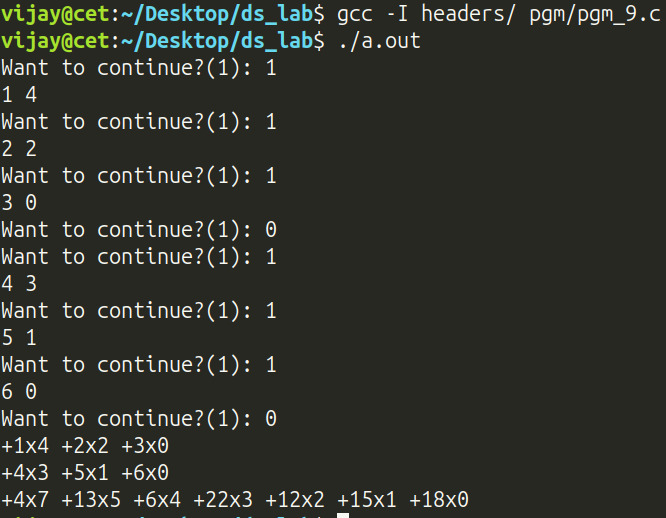 vijay@cet:~/Desktop/ds_lab$ gcc -I headers/ pgm/pgm_9.c
vijay@cet:~/Desktop/ds_lab$ ./a.out
Want to continue?(1): 1
1 4
Want to continue?(1): 1
2 2
Want to continue?(1): 1
3 0
Want to continue?(1): 0
Want to continue?(1): 1
4 3
Want to continue?(1): 1
5 1
Want to continue?(1): 1
6 0
Want to continue?(1): 0
+1x4 +2x2 +3x0
+4x3 +5x1 +6x0
+4x7 +13x5 +6x4 +22x3 +12x2 +15x1 +18x0